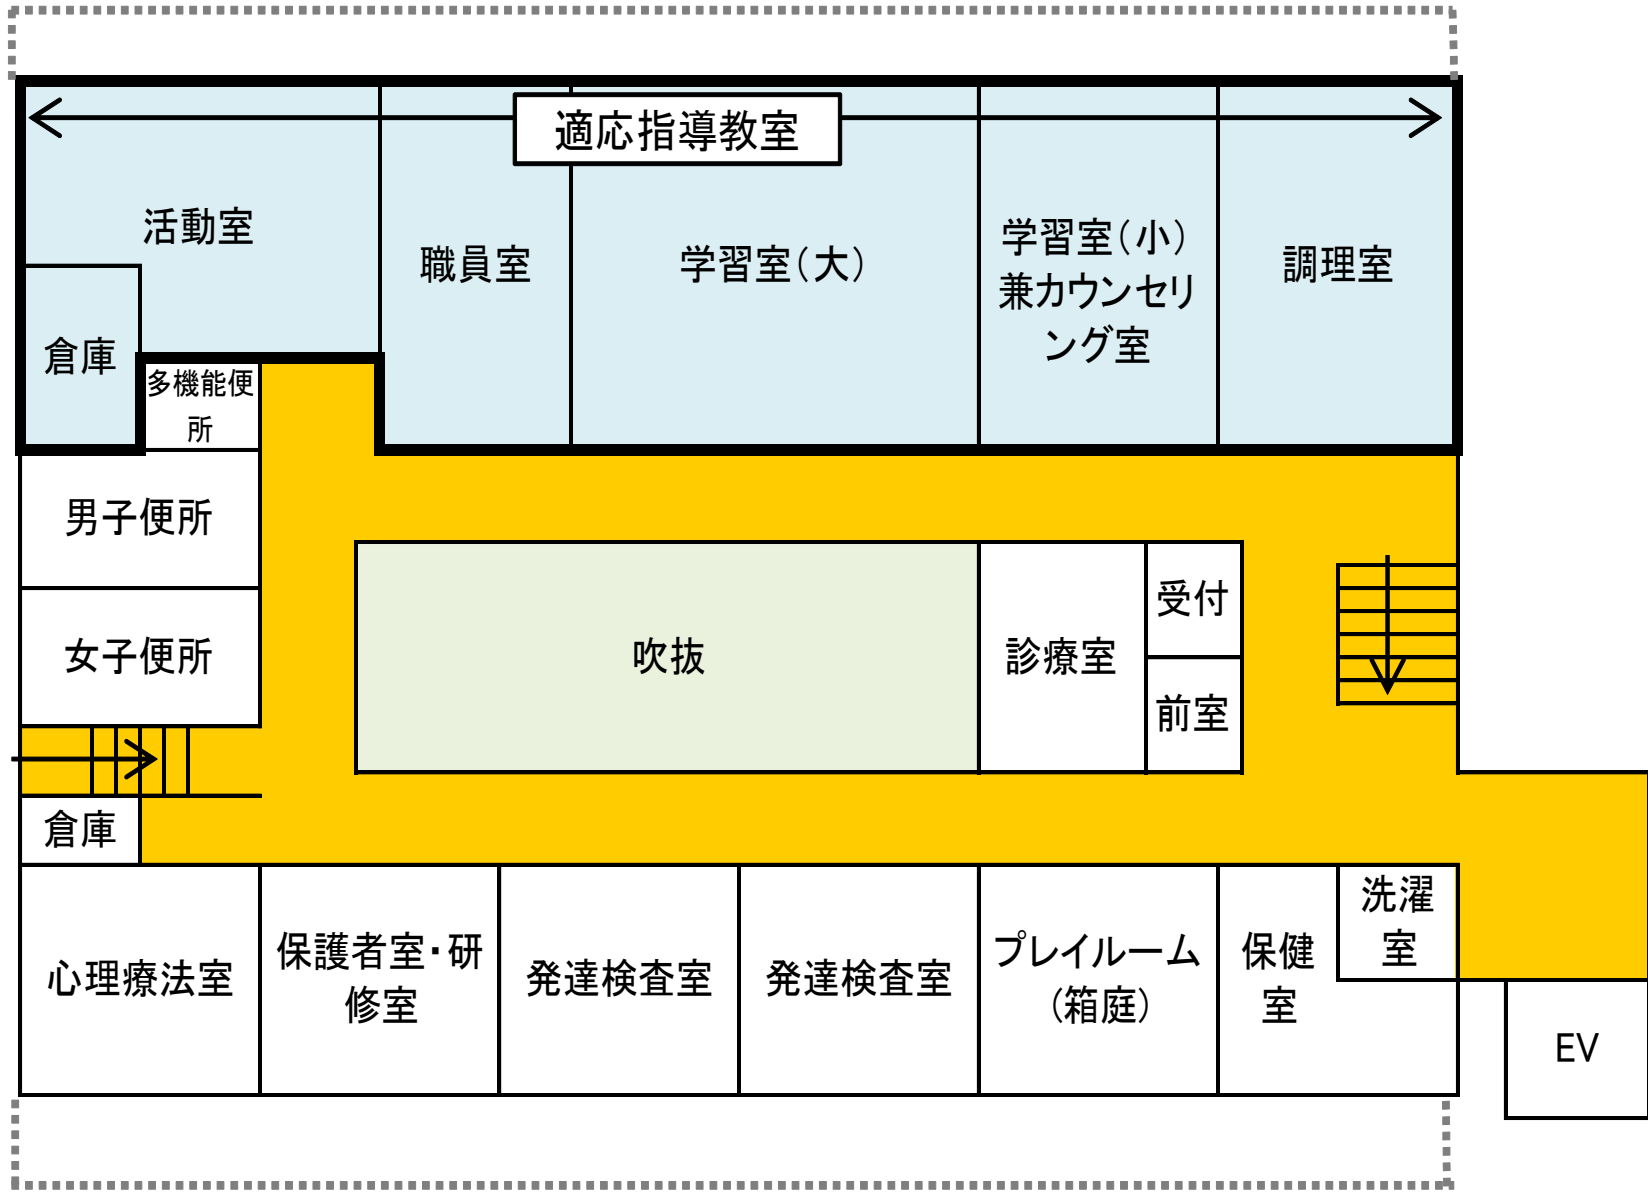 適応指導教室
活動室
職員室
学習室（大）
学習室（小）
兼カウンセリ
ング室
調理室
倉庫
多機能便
所
男子便所
女子便所
吹抜
診療室
受付
前室
倉庫
心理療法室
保護者室・研
修室
発達検査室
発達検査室
プレイルーム
（箱庭）
保健
室
洗濯
室
EV